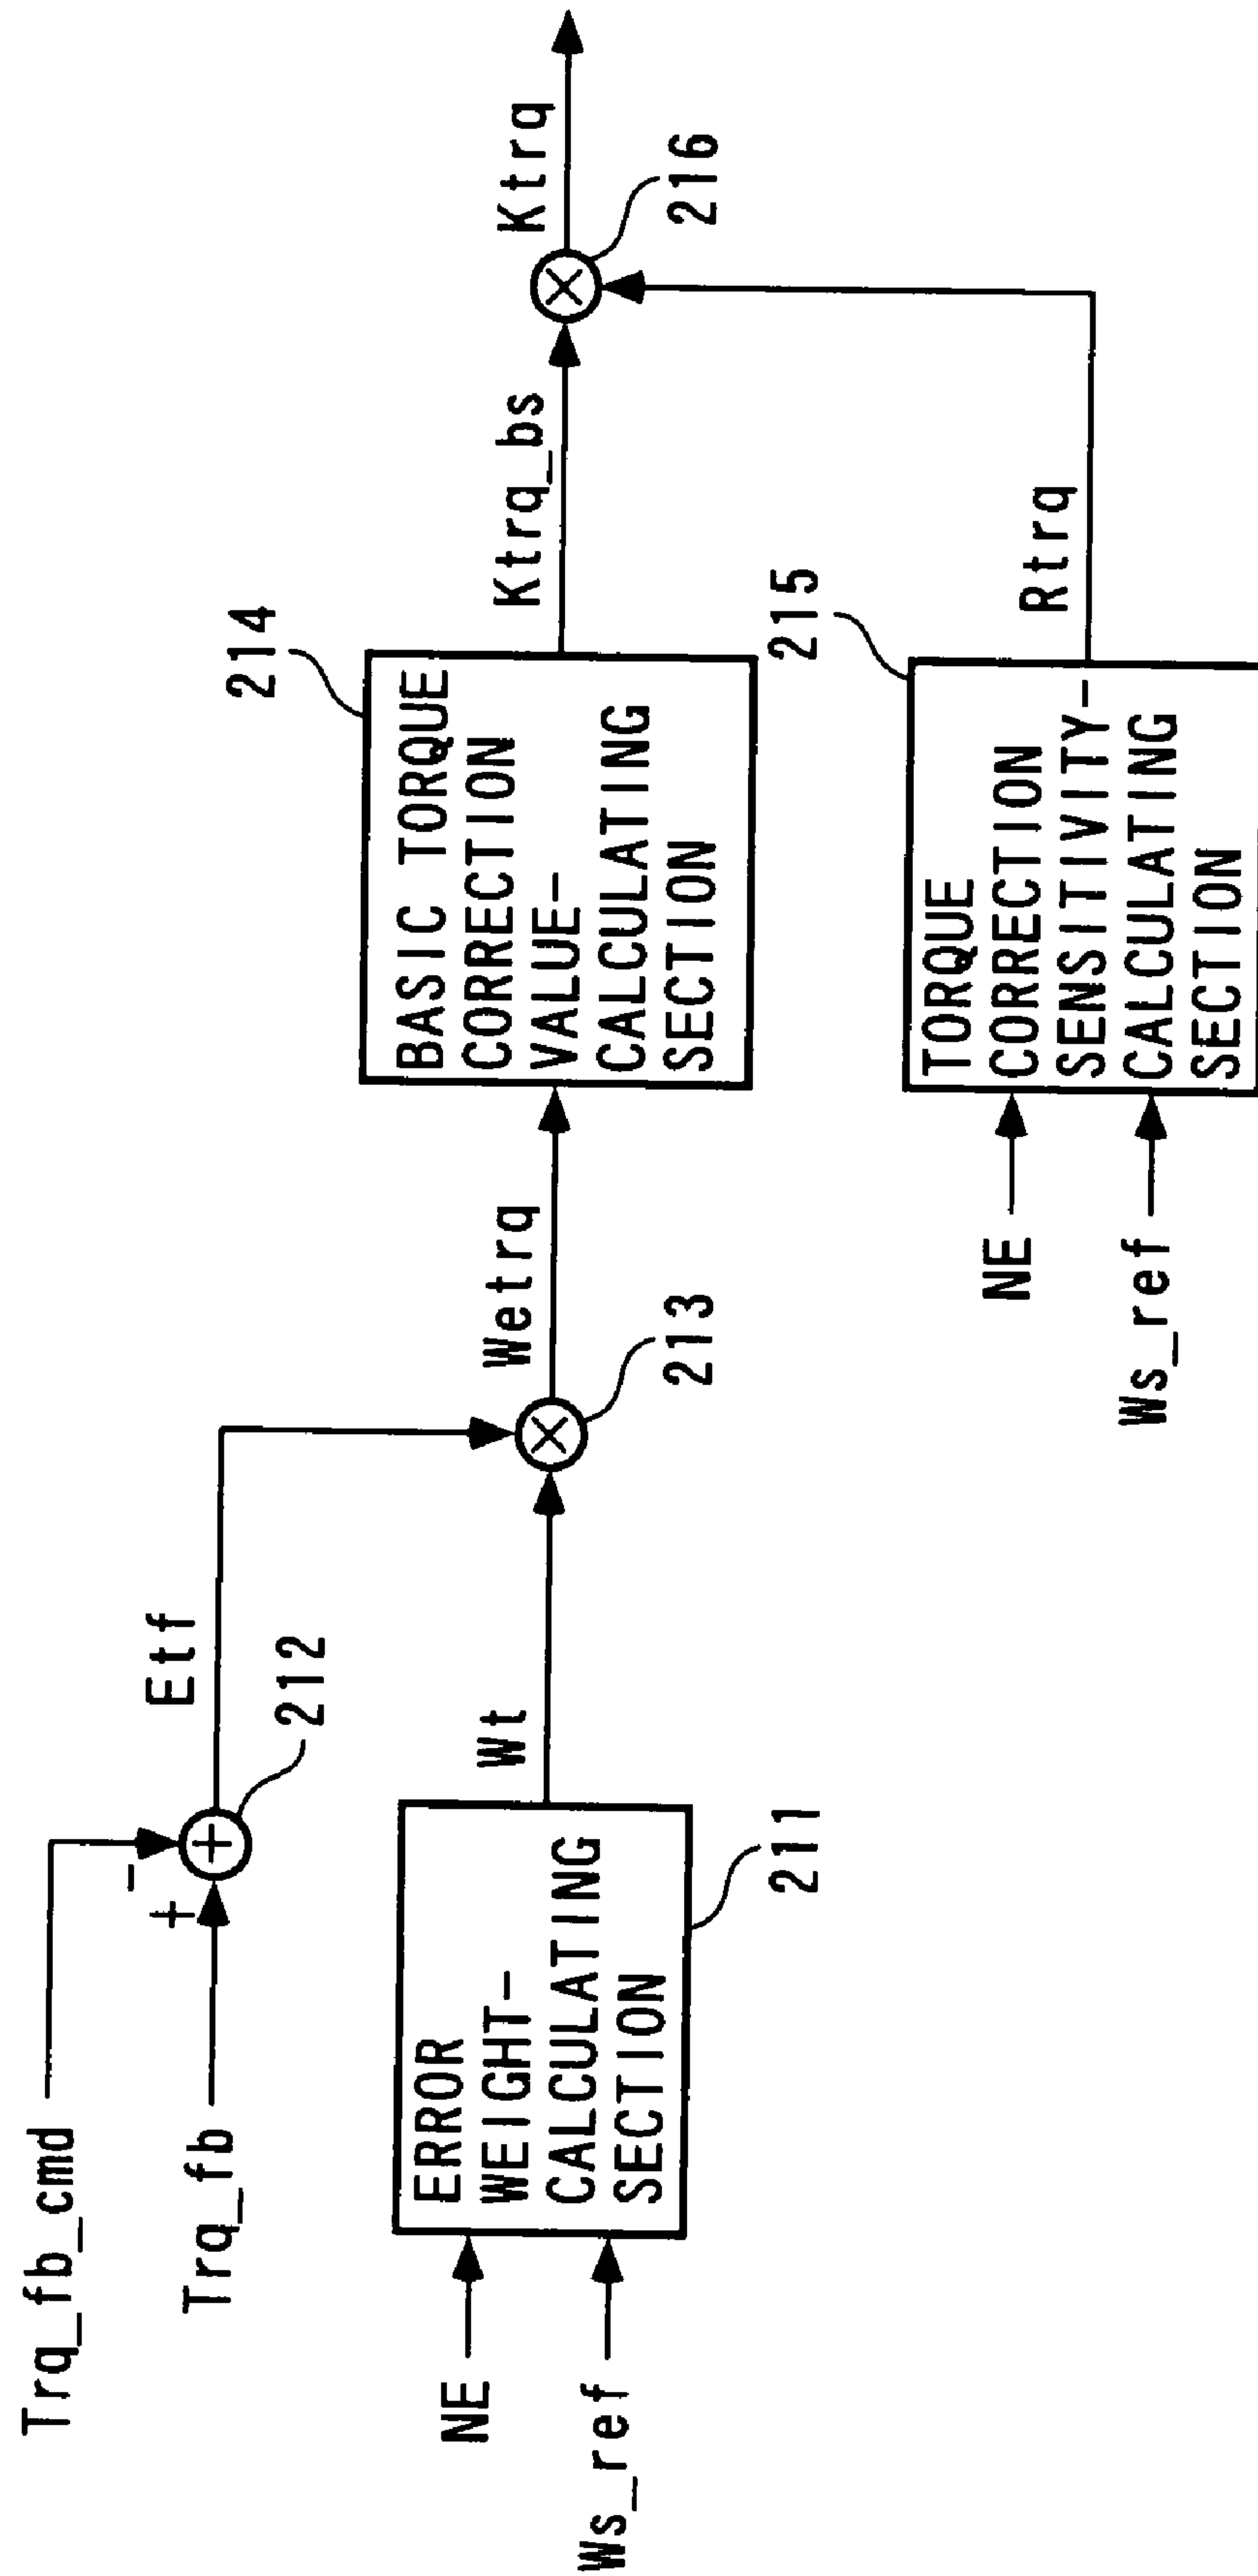 Trq_fb_cmd
Trq_fb
−
+
+
Etf
212
NE
Ws_ref
ERROR
WEIGHT-
CALCULATING
SECTION
211
Wt
×
213
Wetrq
BASIC TORQUE
CORRECTION
VALUE-
CALCULATING
SECTION
214
Ktrq_bs
×
216
Ktrq
NE
Ws_ref
TORQUE
CORRECTION
SENSITIVITY-
CALCULATING
SECTION
215
Rtrq